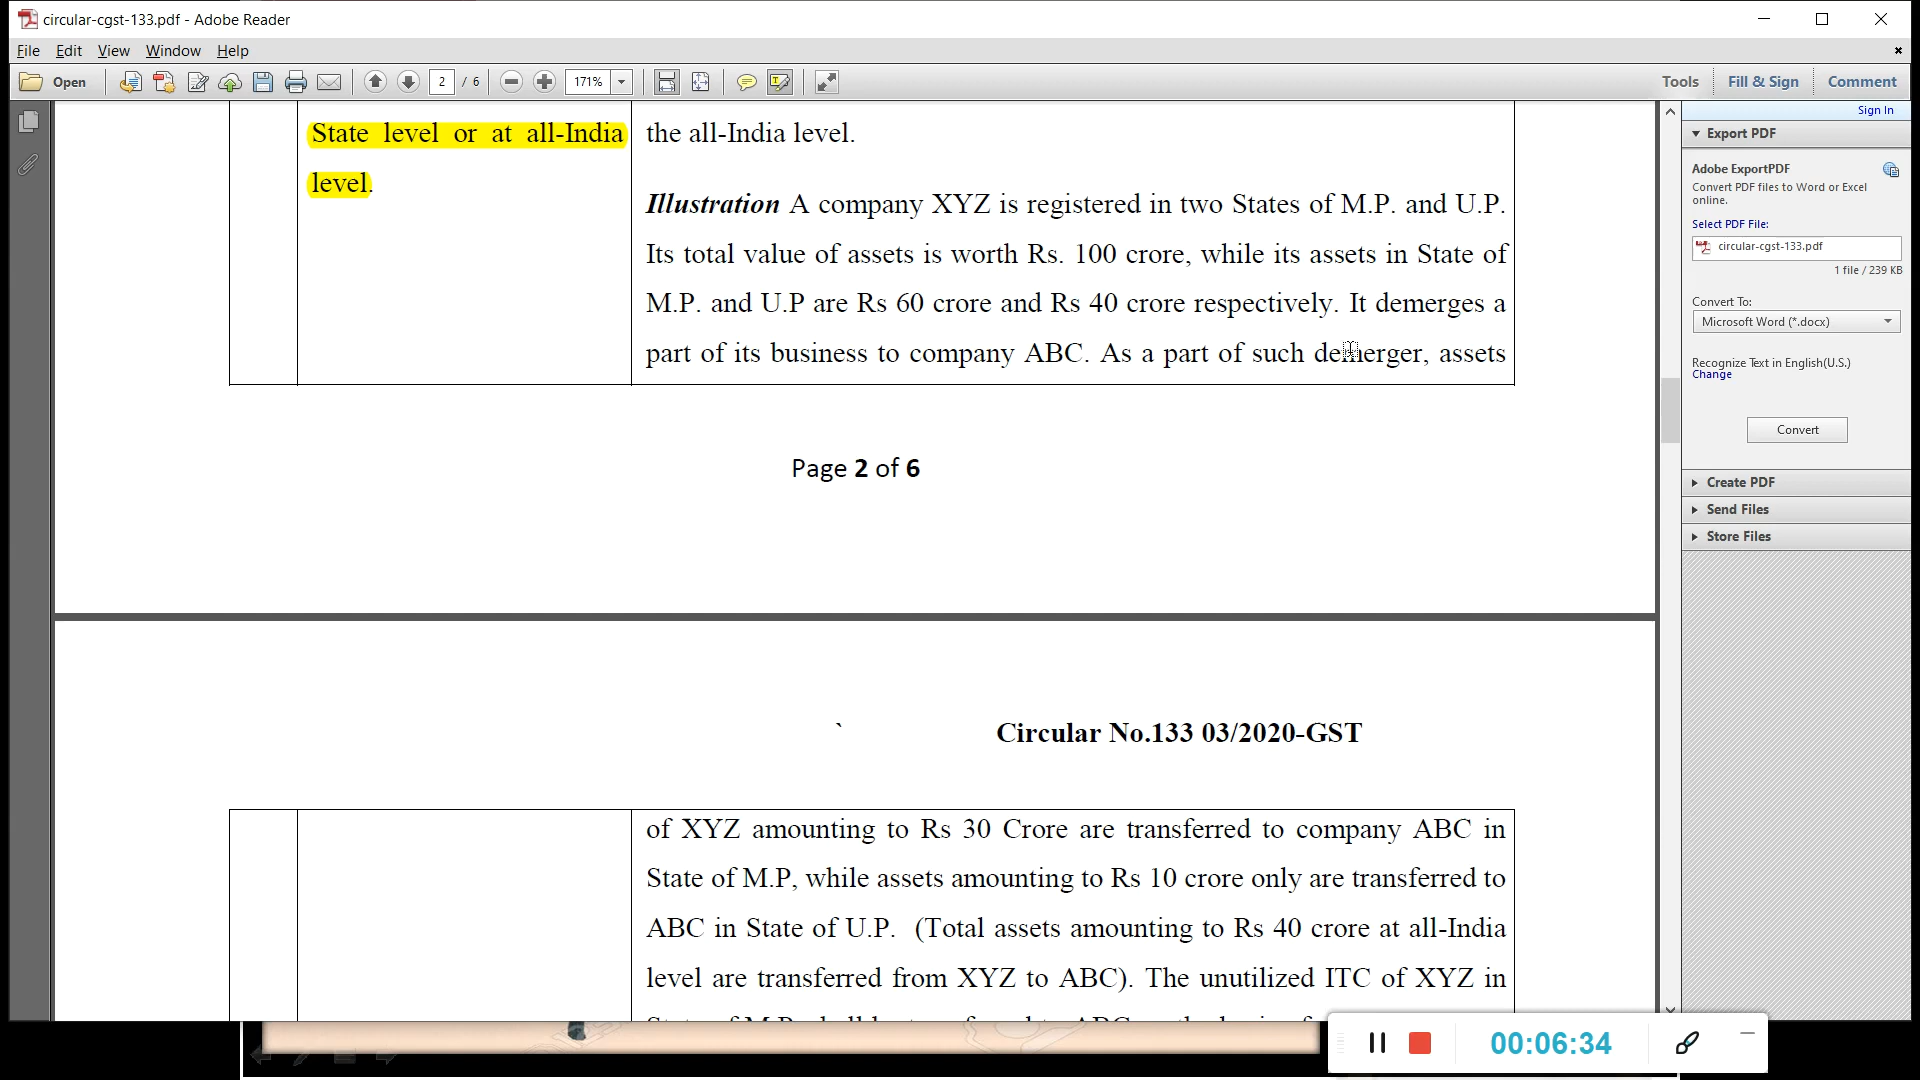 circular-cgst-133.pdf - Adobe Reader
File Edit View Window Help
Open 2 / 6 171% Tools Fill & Sign Comment
Sign In
Export PDF
Adobe ExportPDF
Convert PDF files to Word or Excel
online.
Select PDF File:
circular-cgst-133.pdf
1 file / 239 KB
Convert To:
Microsoft Word (*.docx)
Recognize Text in English(U.S.)
Change
Convert
Create PDF
Send Files
Store Files
State level or at all-India
level.
the all-India level.
Illustration A company XYZ is registered in two States of M.P. and U.P.
Its total value of assets is worth Rs. 100 crore, while its assets in State of
M.P. and U.P are Rs 60 crore and Rs 40 crore respectively. It demerges a
part of its business to company ABC. As a part of such demerger, assets
Page 2 of 6
` Circular No.133 03/2020-GST
of XYZ amounting to Rs 30 Crore are transferred to company ABC in
State of M.P, while assets amounting to Rs 10 crore only are transferred to
ABC in State of U.P. (Total assets amounting to Rs 40 crore at all-India
level are transferred from XYZ to ABC). The unutilized ITC of XYZ in
00:06:34